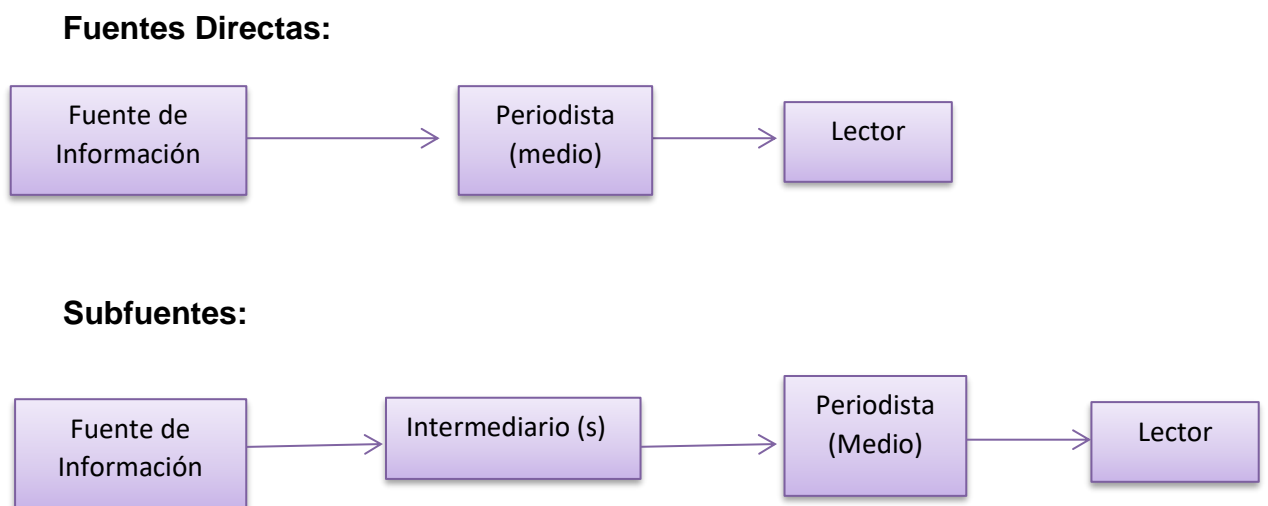 Fuentes Directas:
Fuente de
Información
Periodista
(medio)
Lector
Subfuentes:
Fuente de
Información
Intermediario (s)
Periodista
(Medio)
Lector